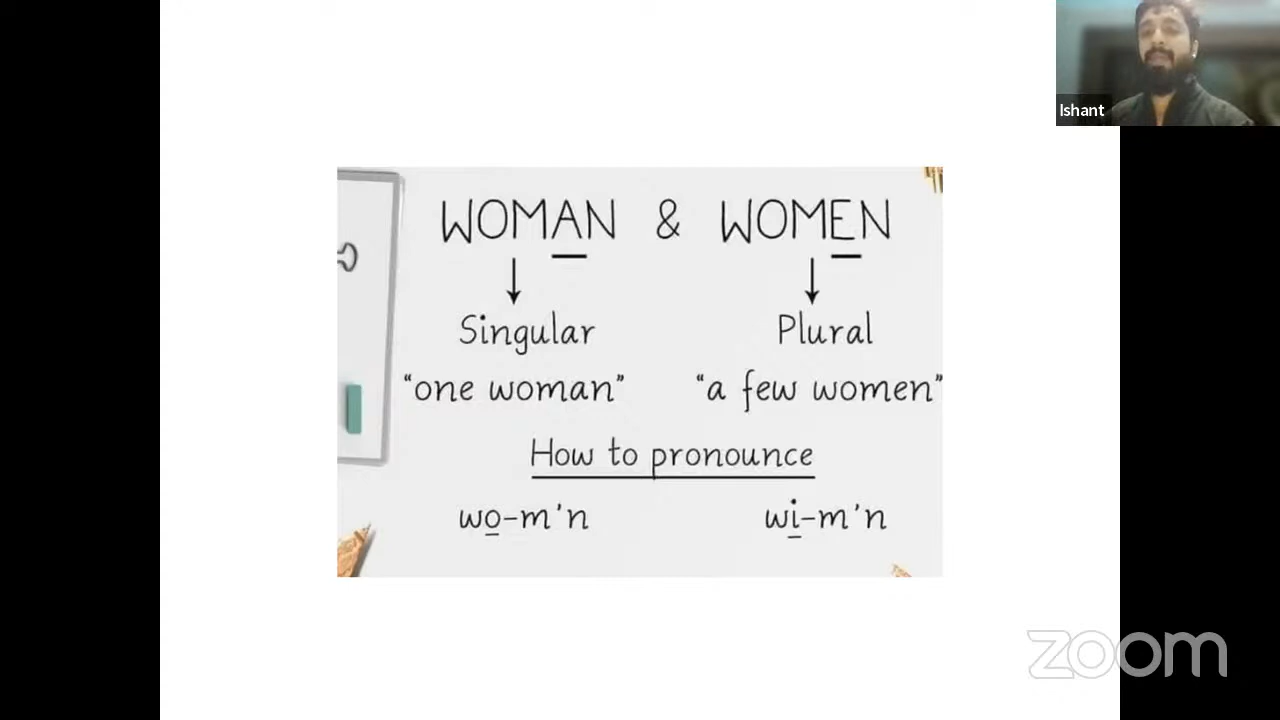 Ishant
WOMAN & WOMEN
Singular Plural
“one woman” “a few women”
How to pronounce
wo-m'n wi-m'n
zoom